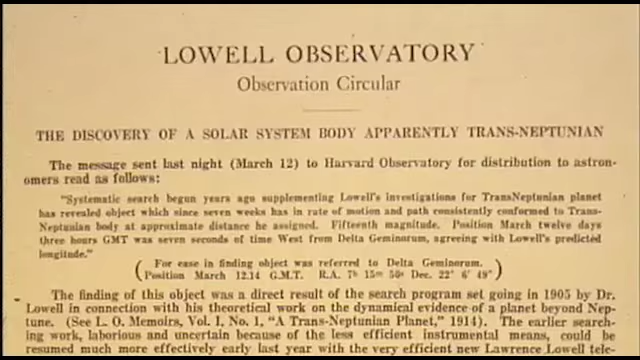 LOWELL OBSERVATORY
Observation Circular
THE DISCOVERY OF A SOLAR SYSTEM BODY APPARENTLY TRANS-NEPTUNIAN
The message sent last night (March 12) to Harvard Observatory for distribution to astron-
omers read as follows:
"Systematic search begun years ago supplementing Lowell's investigations for TransNeptunian planet
has revealed object which since seven weeks has in rate of motion and path consistently conformed to Trans-
Neptunian body at approximate distance he assigned. Fifteenth magnitude. Position March twelve days
three hours GMT was seven seconds of time West from Delta Geminorum, agreeing with Lowell's predicted
longitude."
(For ease in finding object was referred to Delta Geminorum.
Position March 12.14 G.M.T. R.A. 7ʰ 15ᵐ 50ˢ Dec. 22° 6' 49")
The finding of this object was a direct result of the search program set going in 1905 by Dr.
Lowell in connection with his theoretical work on the dynamical evidence of a planet beyond Nep-
tune. (See L. O. Memoirs, Vol. I, No. 1, "A Trans-Neptunian Planet," 1914). The earlier search-
ing work, laborious and uncertain because of the less efficient instrumental means, could be
resumed much more effectively early last year with the very efficient new Lawrence Lowell tele-